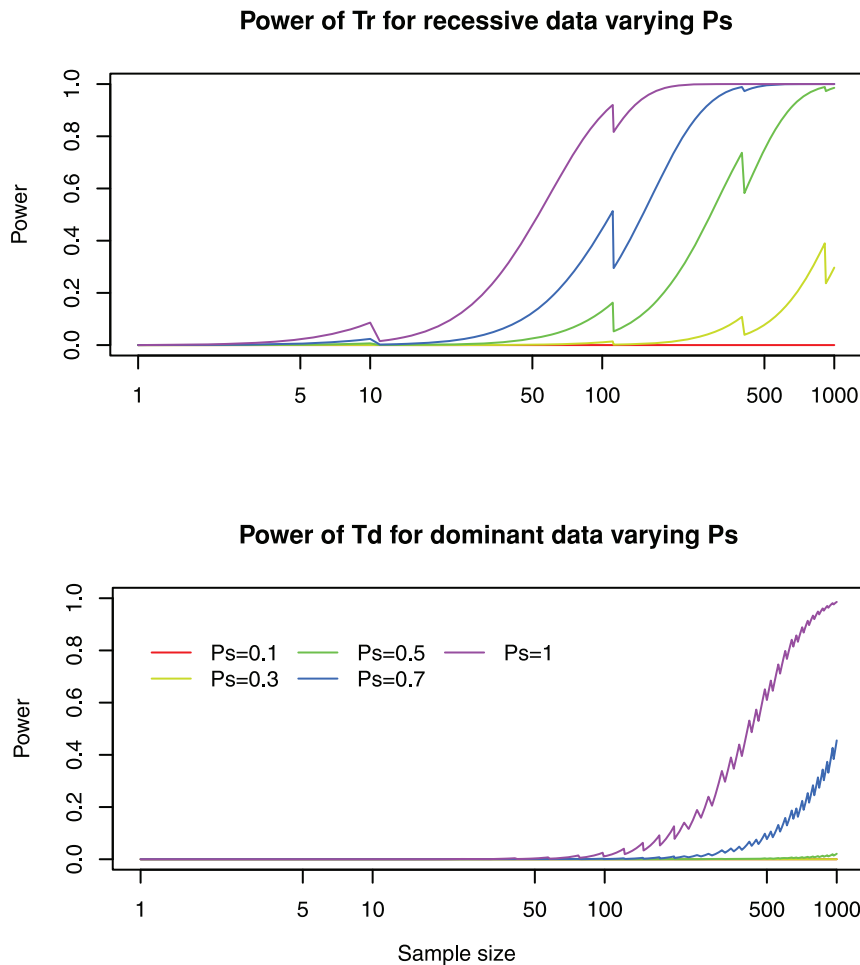 Power of Tr for recessive data varying Ps
Power
1.0
0.8
0.6
0.4
0.2
0.0
1 5 10 50 100 500 1000
Power of Td for dominant data varying Ps
Power
1.0
0.8
0.6
0.4
0.2
0.0
Ps=0.1 Ps=0.5 Ps=1
Ps=0.3 Ps=0.7
1 5 10 50 100 500 1000
Sample size